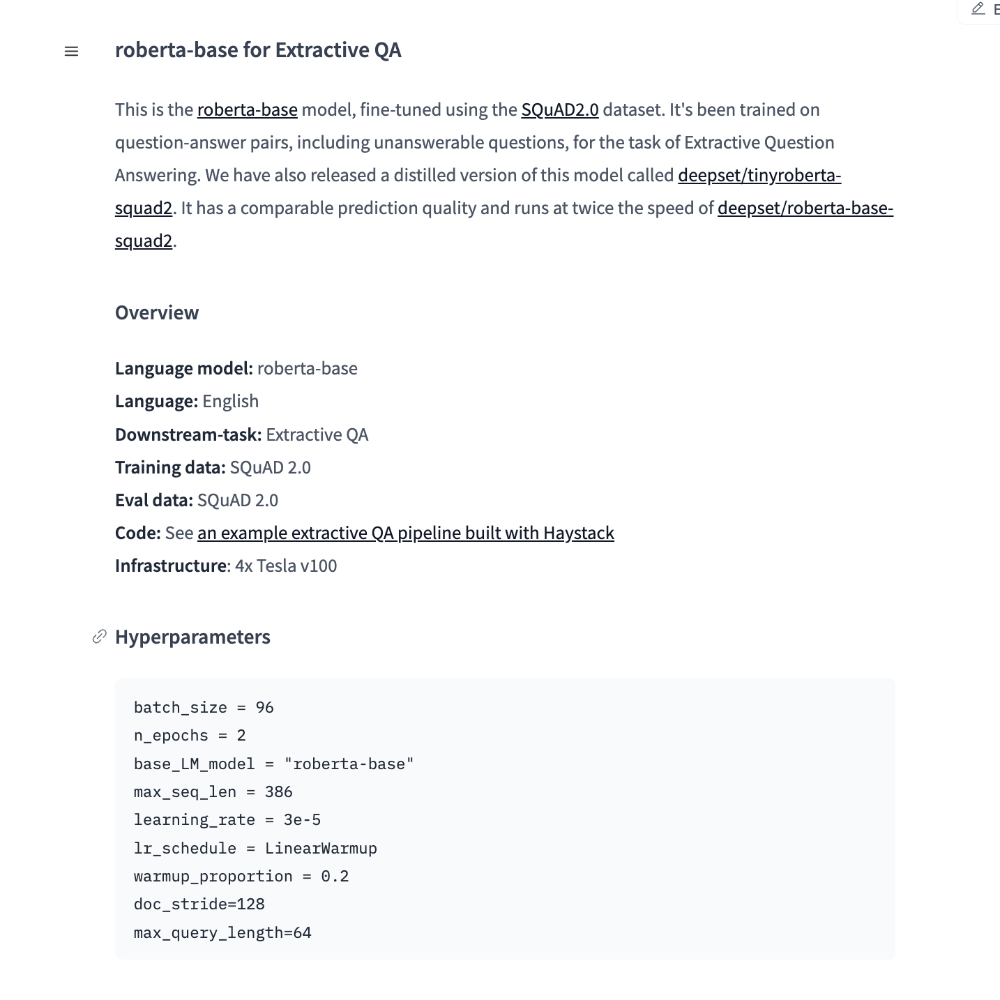 E
roberta-base for Extractive QA
This is the roberta-base model, fine-tuned using the SQuAD2.0 dataset. It's been trained on
question-answer pairs, including unanswerable questions, for the task of Extractive Question
Answering. We have also released a distilled version of this model called deepset/tinyroberta-
squad2. It has a comparable prediction quality and runs at twice the speed of deepset/roberta-base-
squad2.
Overview
Language model: roberta-base
Language: English
Downstream-task: Extractive QA
Training data: SQuAD 2.0
Eval data: SQuAD 2.0
Code: See an example extractive QA pipeline built with Haystack
Infrastructure: 4x Tesla v100
Hyperparameters
batch_size = 96
n_epochs = 2
base_LM_model = "roberta-base"
max_seq_len = 386
learning_rate = 3e-5
lr_schedule = LinearWarmup
warmup_proportion = 0.2
doc_stride=128
max_query_length=64